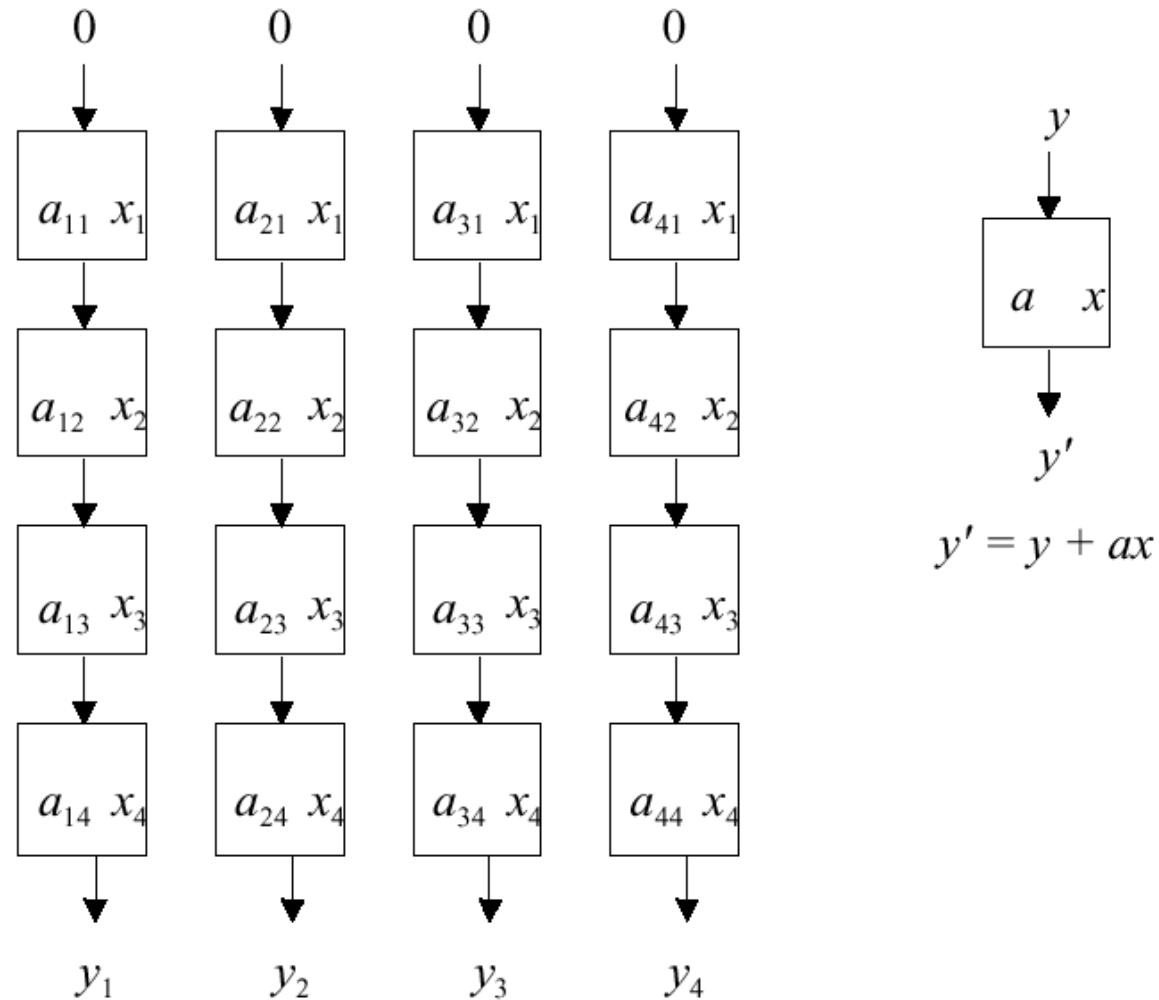 0 0 0 0
y
a₁₁ x₁ a₂₁ x₁ a₃₁ x₁ a₄₁ x₁
a x
a₁₂ x₂ a₂₂ x₂ a₃₂ x₂ a₄₂ x₂
y′
y′ = y + ax
a₁₃ x₃ a₂₃ x₃ a₃₃ x₃ a₄₃ x₃
a₁₄ x₄ a₂₄ x₄ a₃₄ x₄ a₄₄ x₄
y₁ y₂ y₃ y₄